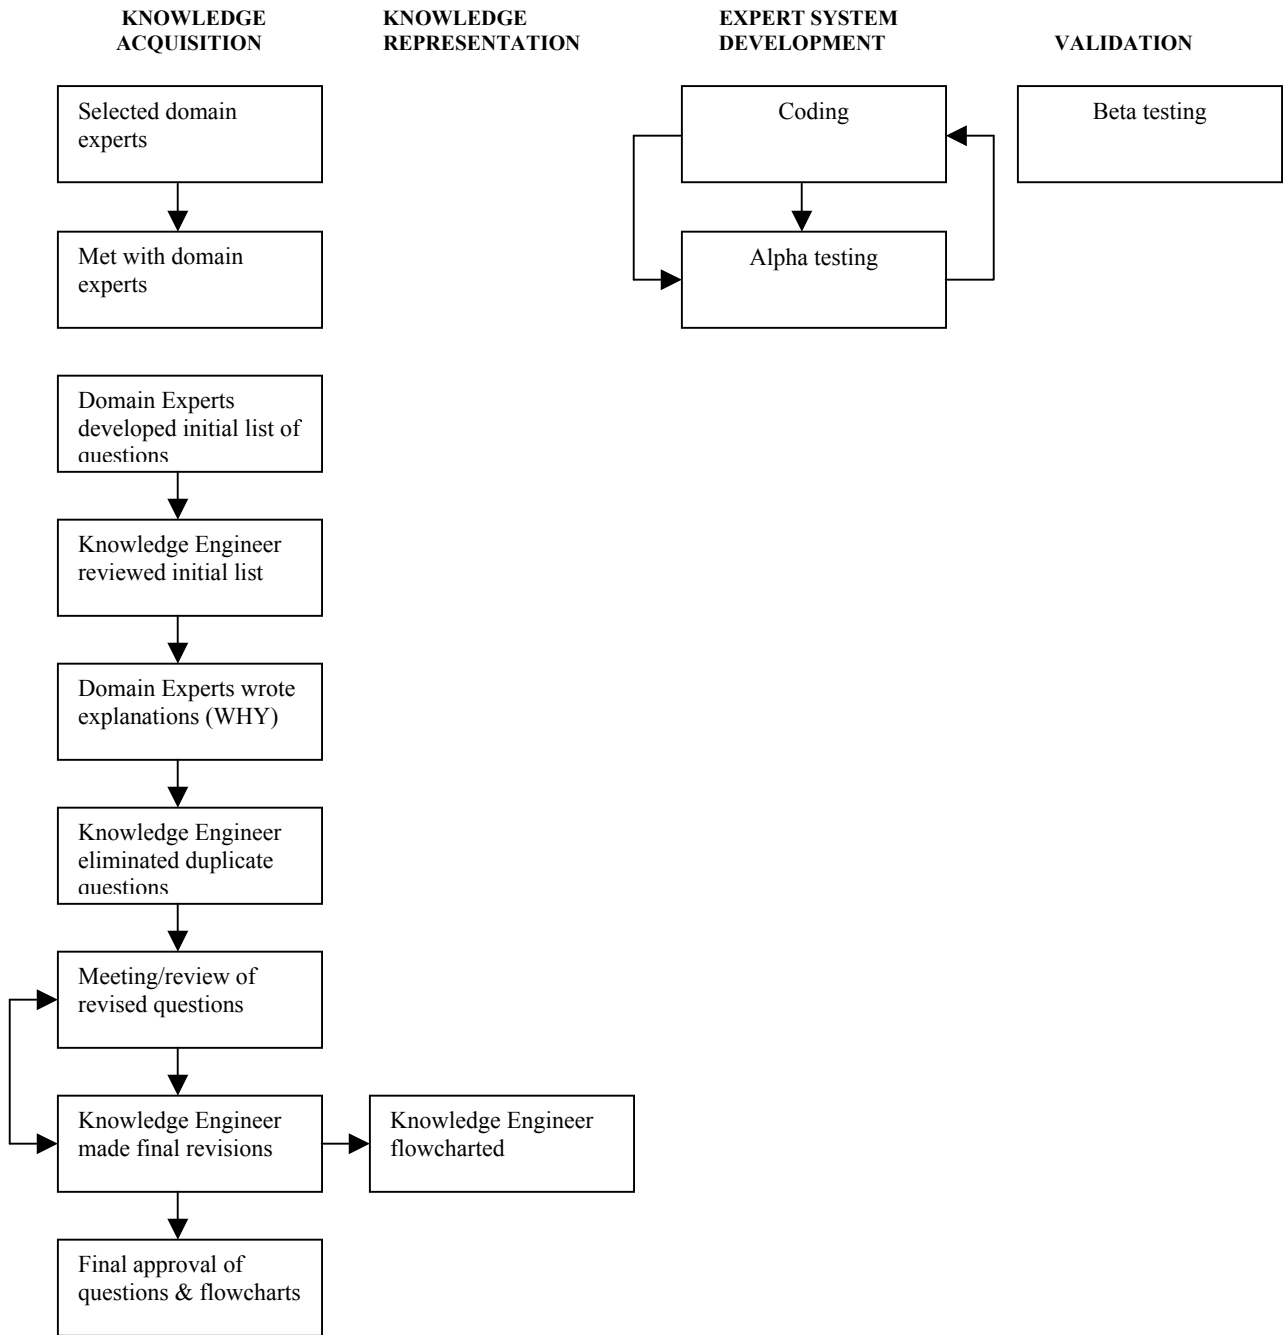 KNOWLEDGE
ACQUISITION
KNOWLEDGE
REPRESENTATION
EXPERT SYSTEM
DEVELOPMENT
VALIDATION
Selected domain
experts
Coding
Beta testing
Met with domain
experts
Alpha testing
Domain Experts
developed initial list of
questions
Knowledge Engineer
reviewed initial list
Domain Experts wrote
explanations (WHY)
Knowledge Engineer
eliminated duplicate
questions
Meeting/review of
revised questions
Knowledge Engineer
made final revisions
Knowledge Engineer
flowcharted
Final approval of
questions & flowcharts